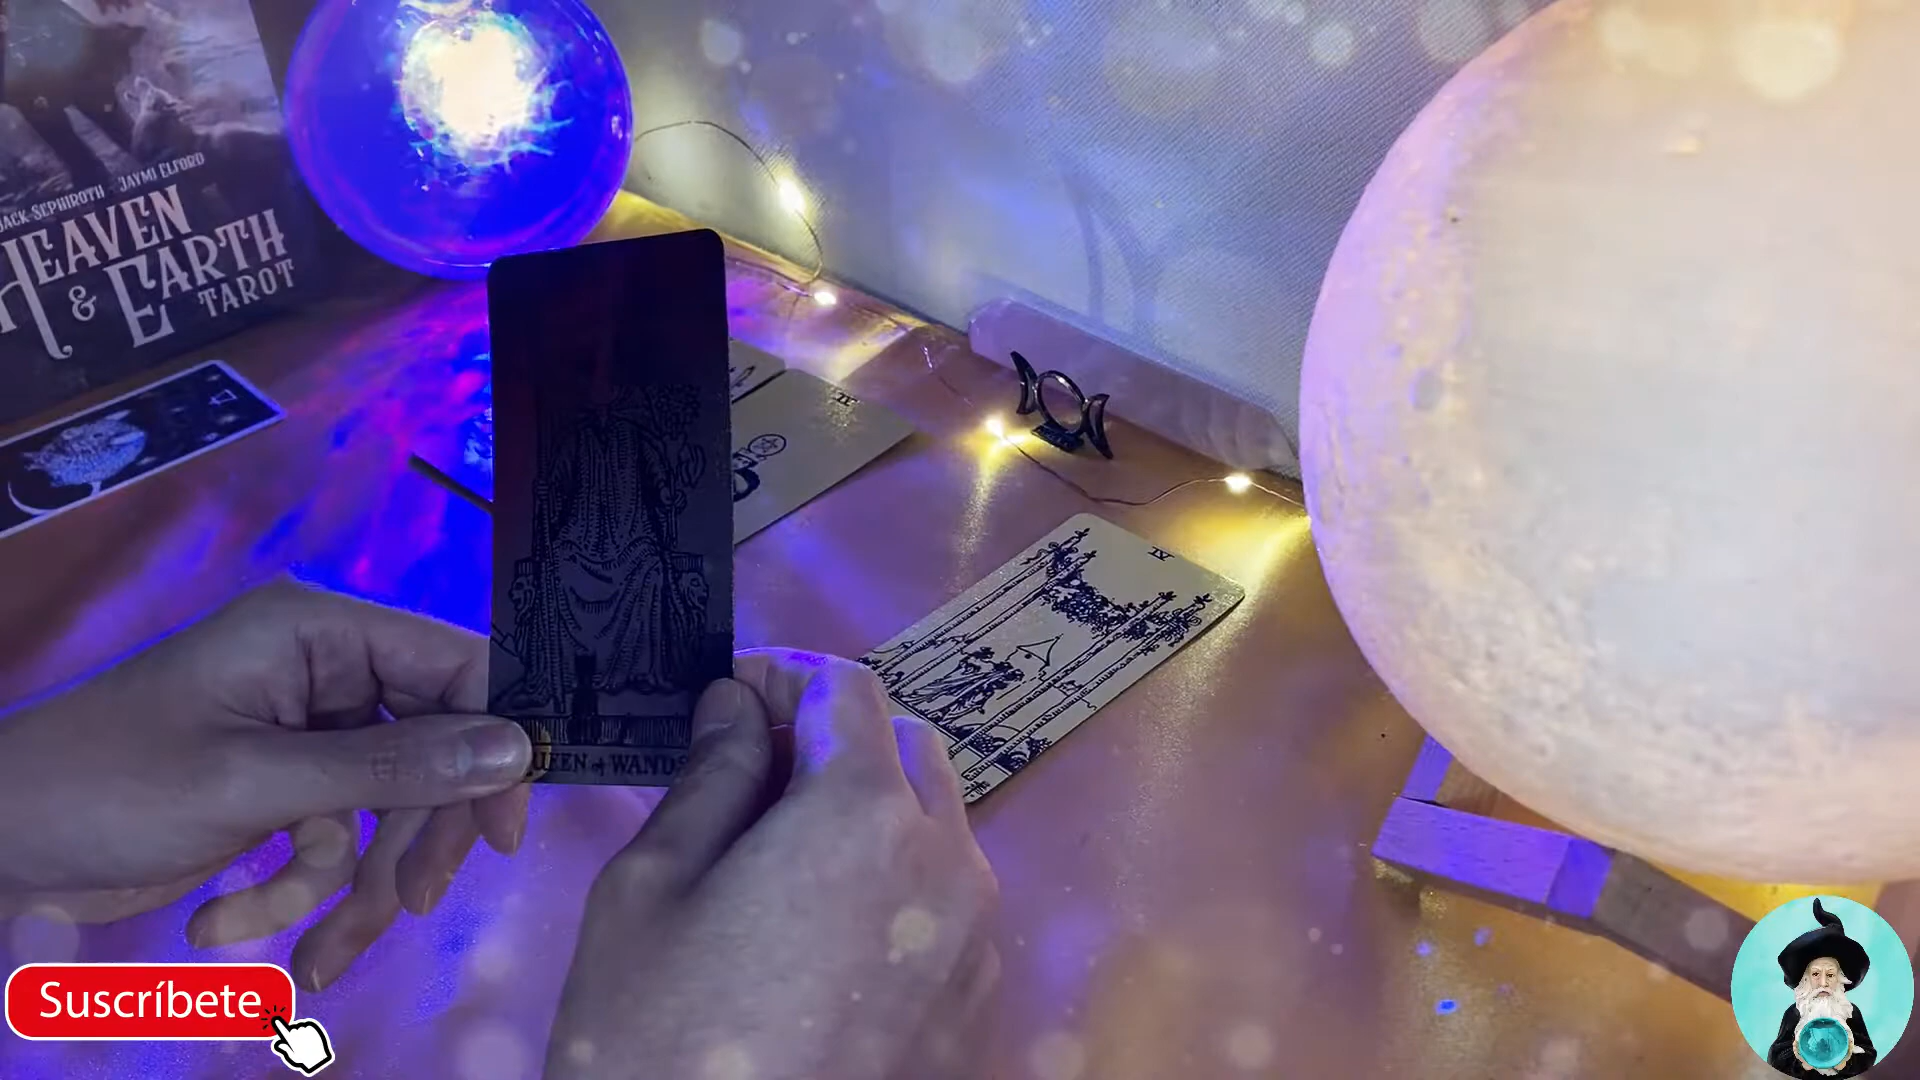 JACK SEPHIROTH - JAYMI ELFORD
HEAVEN
& EARTH
TAROT
IV
QUEEN of WANDS
Suscríbete